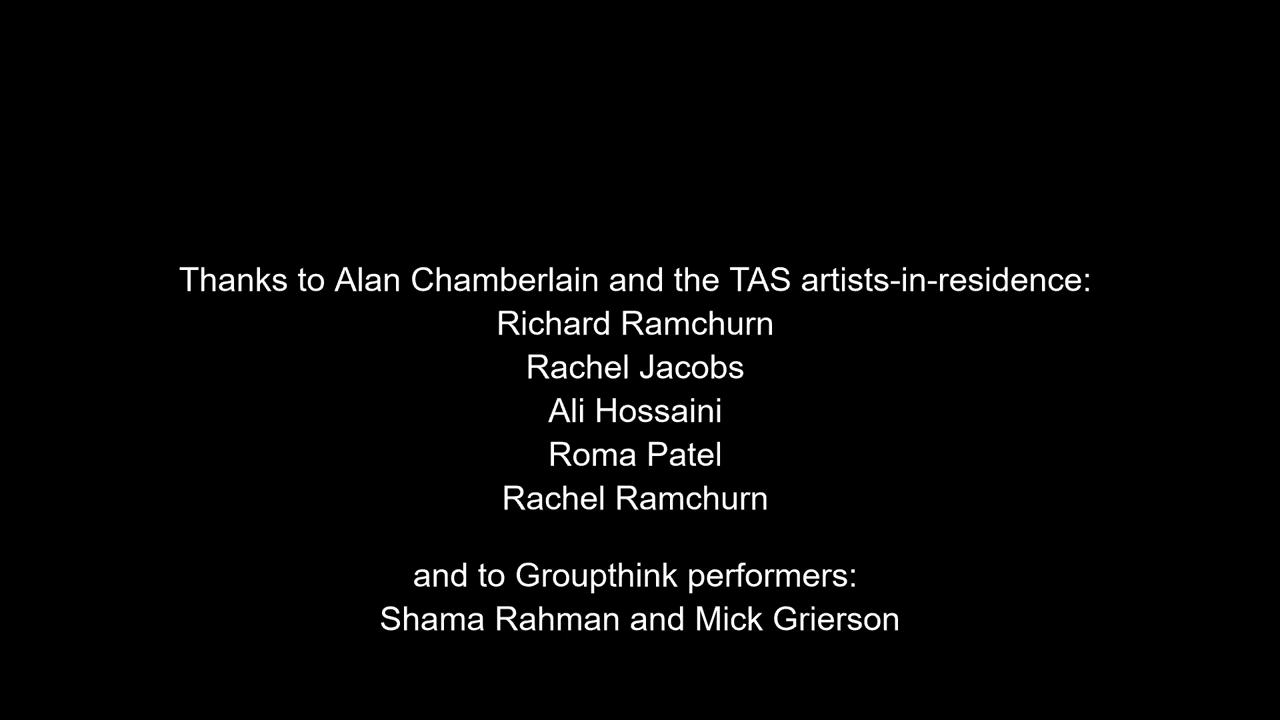 Thanks to Alan Chamberlain and the TAS artists-in-residence:
Richard Ramchurn
Rachel Jacobs
Ali Hossaini
Roma Patel
Rachel Ramchurn
and to Groupthink performers:
Shama Rahman and Mick Grierson